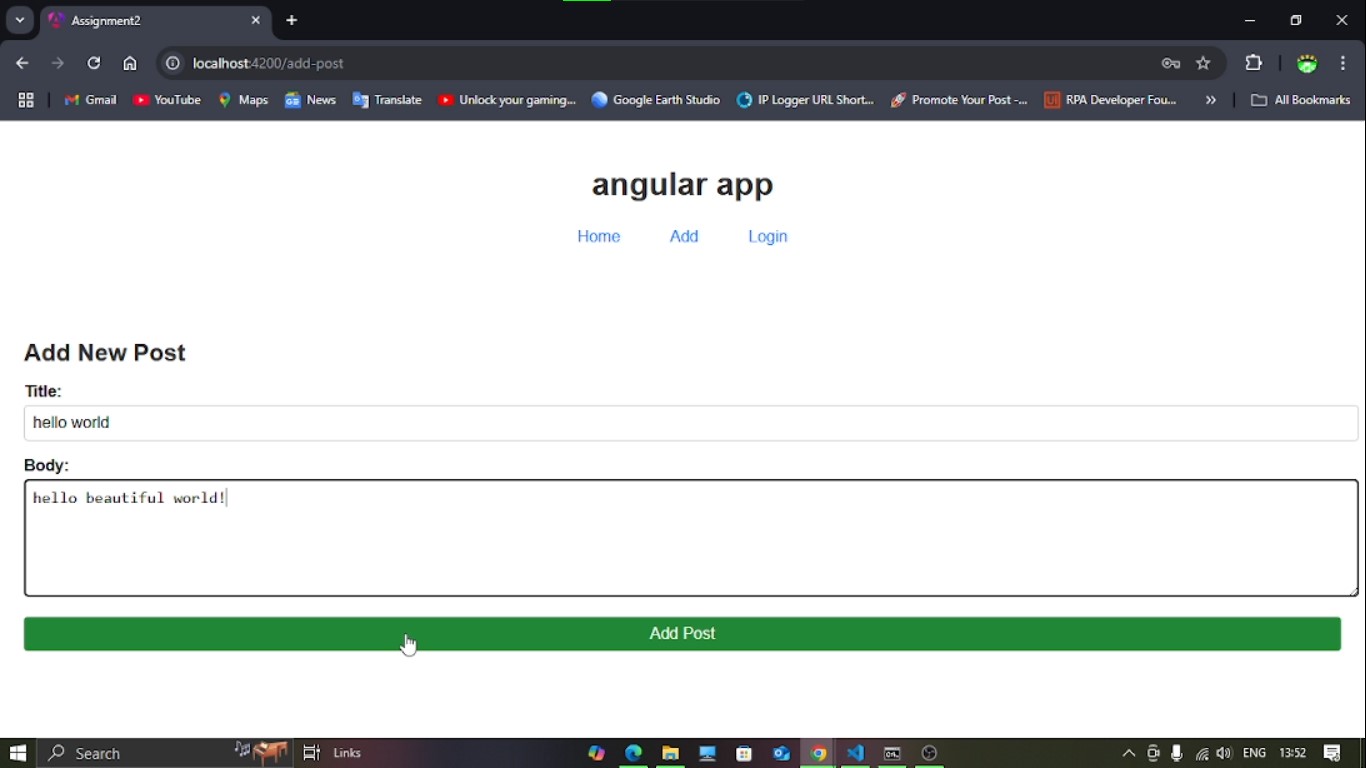 Assignment2
localhost:4200/add-post
Gmail YouTube Maps News Translate Unlock your gaming... Google Earth Studio IP Logger URL Short... Promote Your Post -... RPA Developer Fou... » All Bookmarks
angular app
Home Add Login
Add New Post
Title:
hello world
Body:
hello beautiful world!
Add Post
Search Links ENG 13:52